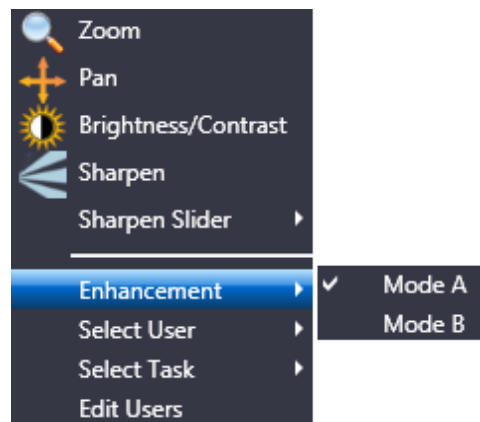 Zoom
Pan
Brightness/Contrast
Sharpen
Sharpen Slider
Enhancement
Mode A
Select User
Mode B
Select Task
Edit Users